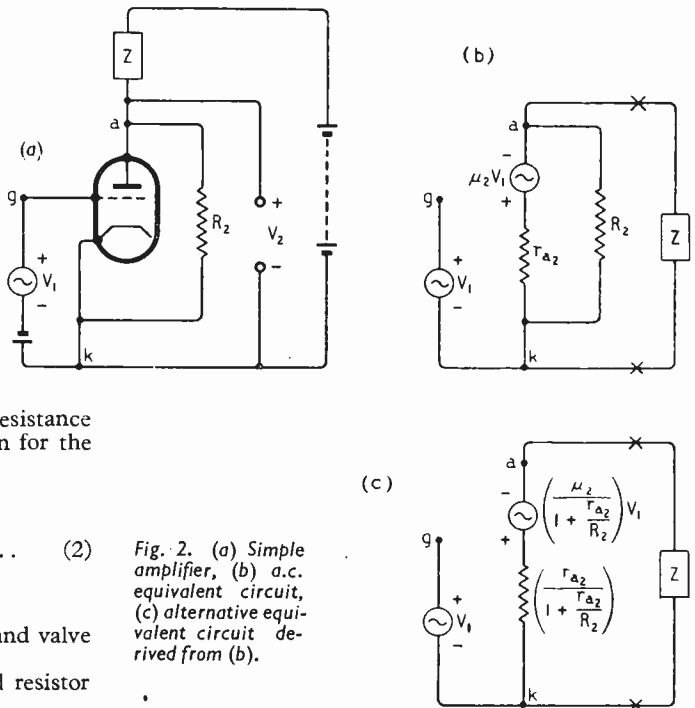 (a)
Z
a
g
+
V₁
−
R₂
+
V₂
−
k
(b)
a
−
μ₂V₁
+
g
+
V₁
−
rₐ₂
R₂
Z
k
esistance
n for the
.. (2)
and valve
l resistor
Fig. 2. (a) Simple
amplifier, (b) a.c.
equivalent circuit,
(c) alternative equi-
valent circuit de-
rived from (b).
(c)
a
−
(μ₂ / (1 + rₐ₂/R₂)) V₁
+
g
+
V₁
−
(rₐ₂ / (1 + rₐ₂/R₂))
Z
k